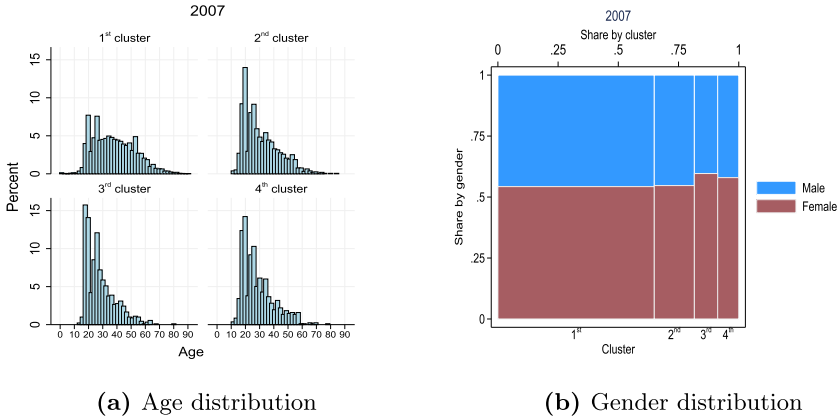 2007
1st cluster
2nd cluster
15
10
5
0
3rd cluster
4th cluster
15
10
5
0
Percent
0 10 20 30 40 50 60 70 80 90 0 10 20 30 40 50 60 70 80 90
Age
(a) Age distribution
2007
Share by cluster
0 .25 .5 .75 1
1
.75
.5
.25
0
Share by gender
1st 2nd 3rd 4th
Cluster
Male
Female
(b) Gender distribution